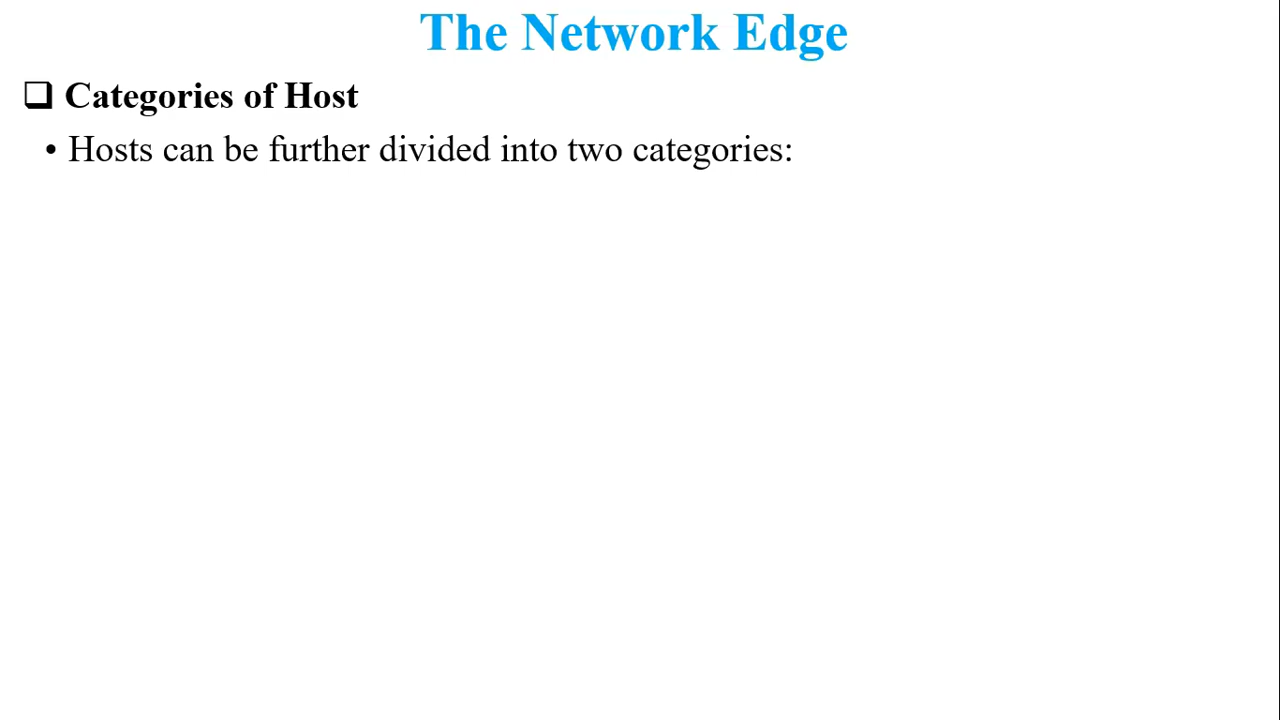 The Network Edge
❑ Categories of Host
• Hosts can be further divided into two categories: